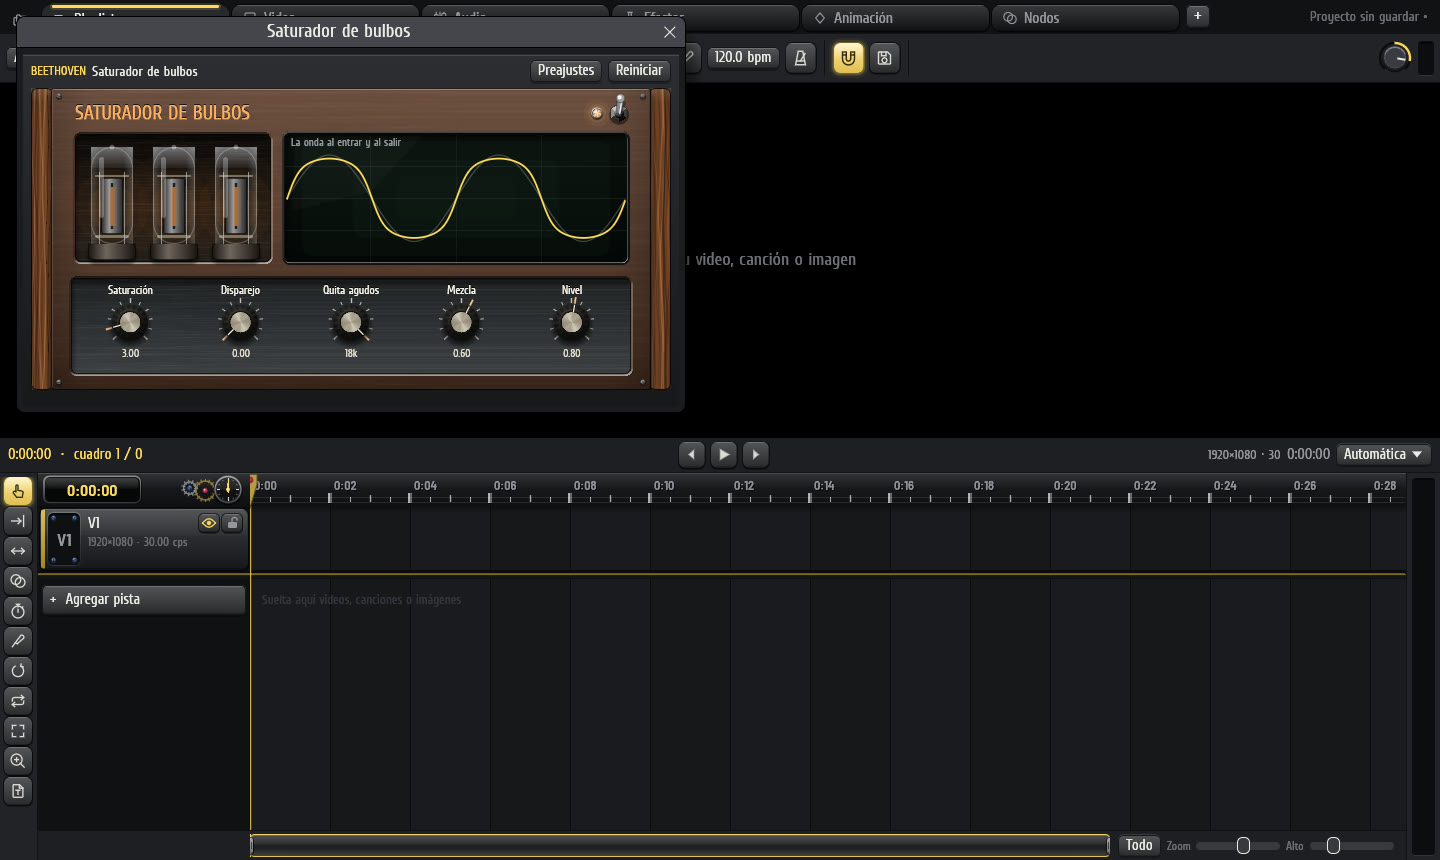 Animación
Nodos
+
Proyecto sin guardar •
Saturador de bulbos
120.0 bpm
BEETHOVEN Saturador de bulbos
Preajustes
Reiniciar
SATURADOR DE BULBOS
La onda al entrar y al salir
video, canción o imagen
Saturación
Disparejo
Quita agudos
Mezcla
Nivel
3.00
0.00
18k
0.60
0.80
0:00:00 · cuadro 1 / 0
1920×1080 · 30 0:00:00
Automática
0:00:00
0:00
0:02
0:04
0:06
0:08
0:10
0:12
0:14
0:16
0:18
0:20
0:22
0:24
0:26
0:28
V1
V1
1920×1080 · 30.00 cps
+ Agregar pista
Suelta aquí videos, canciones o imágenes
Todo
Zoom
Alto